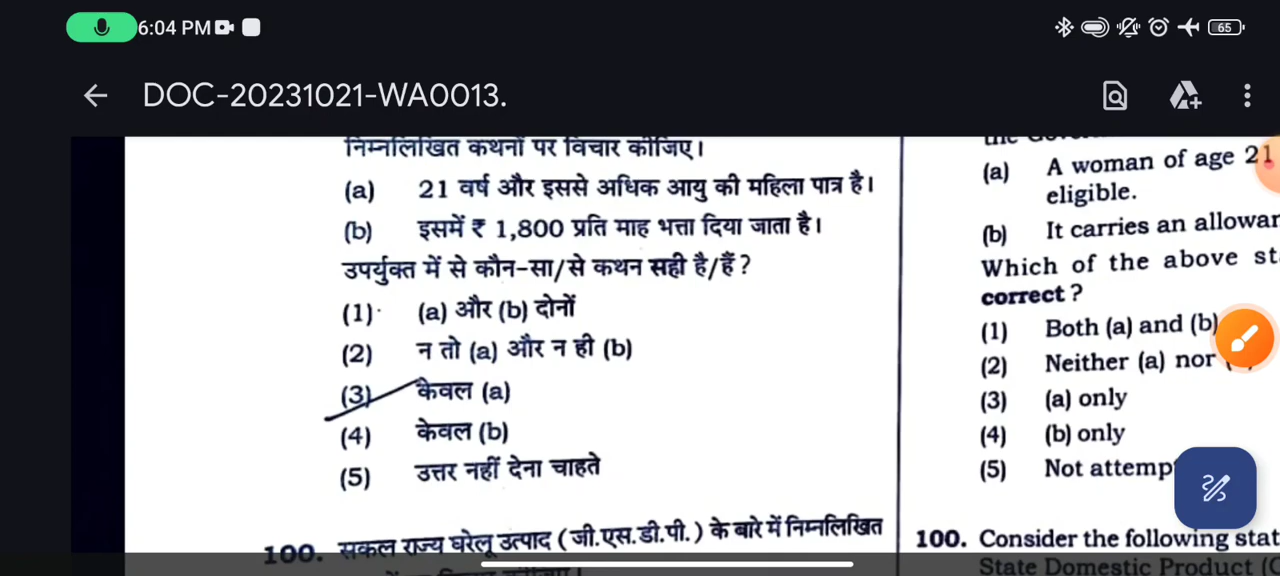 6:04 PM
65
DOC-20231021-WA0013.
निम्नलिखित कथनों पर विचार कीजिए।
(a) 21 वर्ष और इससे अधिक आयु की महिला पात्र है।
(b) इसमें ₹ 1,800 प्रति माह भत्ता दिया जाता है।
उपर्युक्त में से कौन-सा/से कथन सही है/हैं?
(1) (a) और (b) दोनों
(2) न तो (a) और न ही (b)
(3) केवल (a)
(4) केवल (b)
(5) उत्तर नहीं देना चाहते
100. सकल राज्य घरेलू उत्पाद (जी.एस.डी.पी.) के बारे में निम्नलिखित
(a) A woman of age 21
eligible.
(b) It carries an allowan
Which of the above st
correct ?
(1) Both (a) and (b)
(2) Neither (a) nor
(3) (a) only
(4) (b) only
(5) Not attemp
100. Consider the following stat
State Domestic Product (